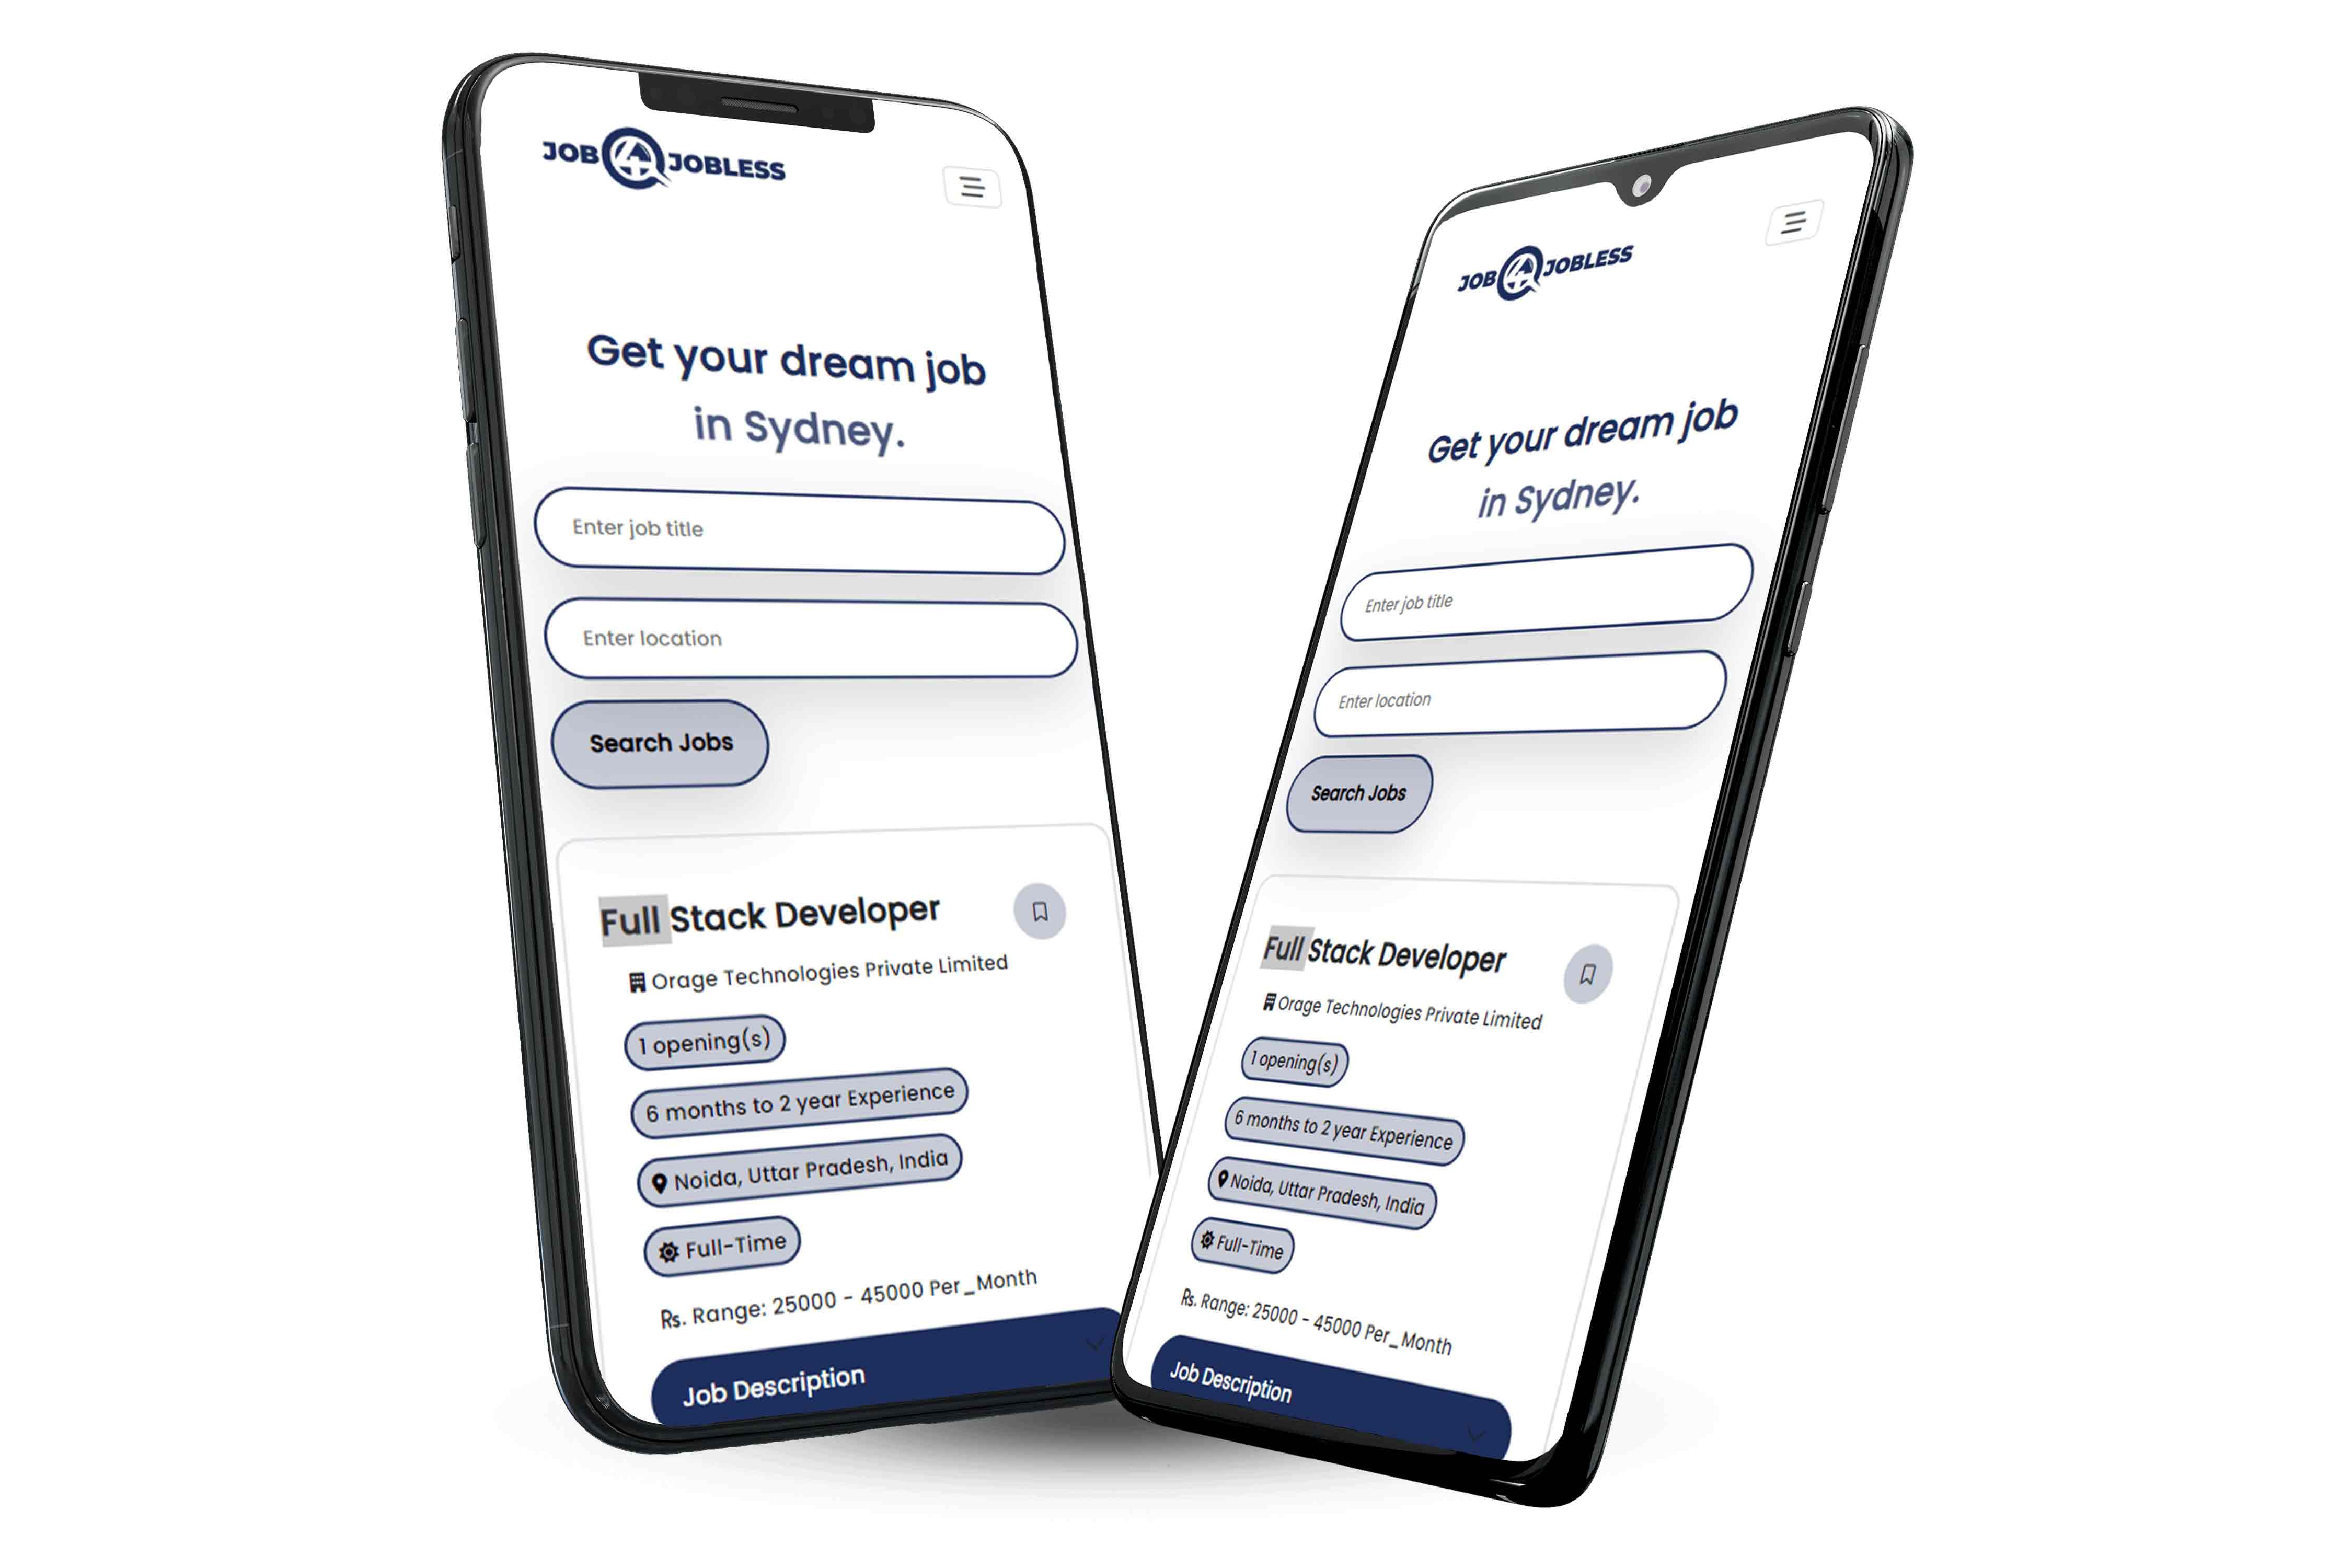 JOB 4 JOBLESS
Get your dream job
in Sydney.
Enter job title
Enter location
Search Jobs
Full Stack Developer
Orage Technologies Private Limited
1 opening(s)
6 months to 2 year Experience
Noida, Uttar Pradesh, India
Full-Time
Rs. Range: 25000 - 45000 Per_Month
Job Description
JOB 4 JOBLESS
Get your dream job
in Sydney.
Enter job title
Enter location
Search Jobs
Full Stack Developer
Orage Technologies Private Limited
1 opening(s)
6 months to 2 year Experience
Noida, Uttar Pradesh, India
Full-Time
Rs. Range: 25000 - 45000 Per_Month
Job Description